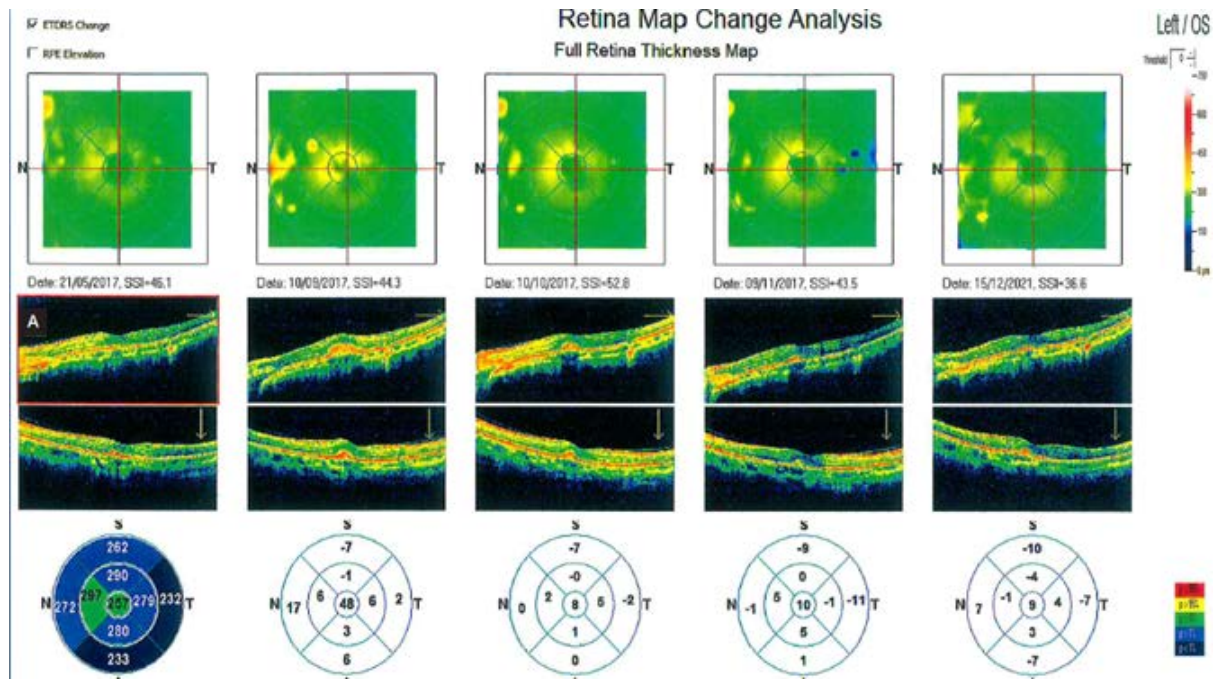 ETDRS Change
Retina Map Change Analysis
Left / OS
RPE Elevation
Full Retina Thickness Map
Threshold 0
N T N T N T N T N T
Date: 21/05/2017, SSI=46.1
Date: 10/09/2017, SSI=44.3
Date: 10/10/2017, SSI=52.8
Date: 09/11/2017, SSI=43.5
Date: 15/12/2021, SSI=36.6
A
S S S S S
262 -7 -7 -9 -10
290 -1 -0 0 -4
N 272 297 257 279 232 T
N 17 6 48 6 2 T
N 0 2 8 5 -2 T
N -1 5 10 -1 -11 T
N 7 -1 9 4 -7 T
280 3 1 5 3
233 6 0 1 -7